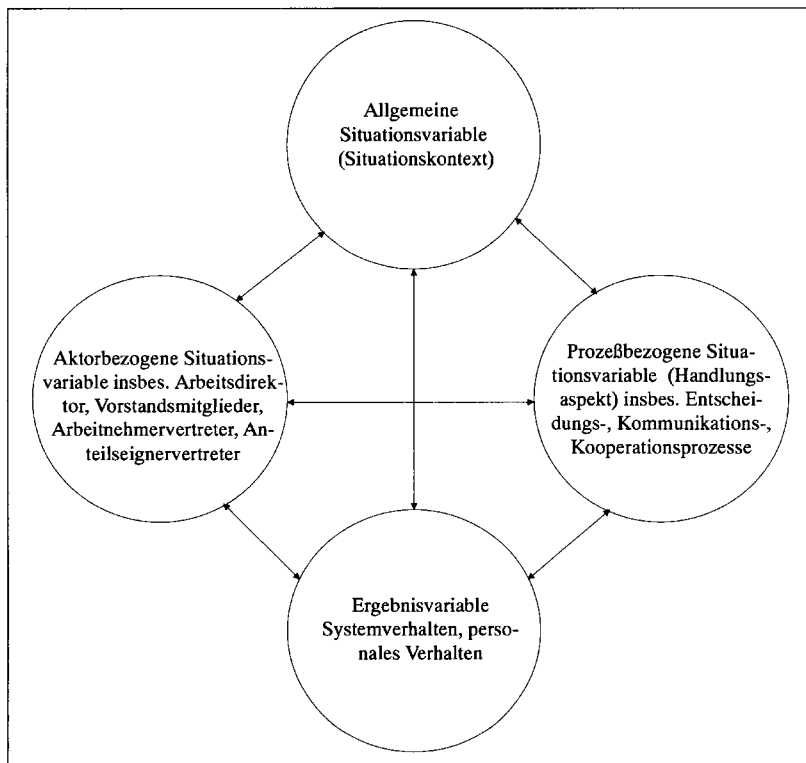 Allgemeine
Situationsvariable
(Situationskontext)
Aktorbezogene Situations-
variable insbes. Arbeitsdirek-
tor, Vorstandsmitglieder,
Arbeitnehmervertreter, An-
teilseignervertreter
Prozeßbezogene Situa-
tionsvariable (Handlungs-
aspekt) insbes. Entschei-
dungs-, Kommunikations-,
Kooperationsprozesse
Ergebnisvariable
Systemverhalten, perso-
nales Verhalten